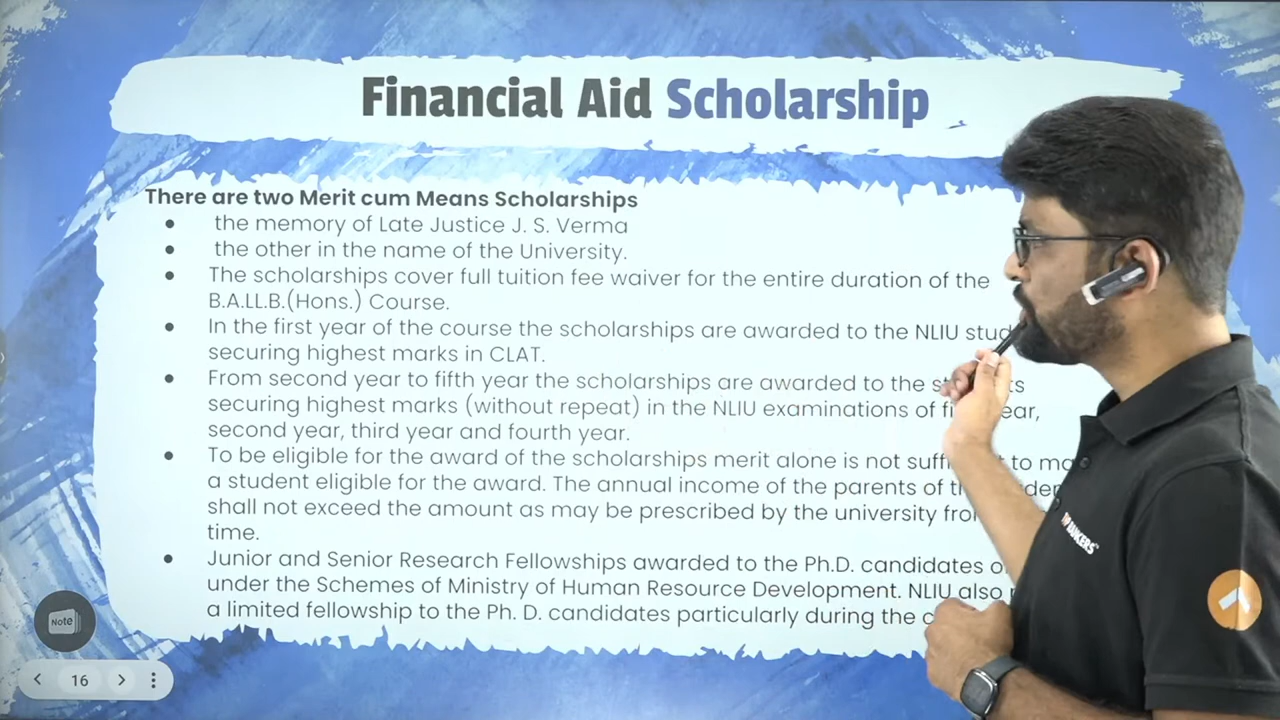 Financial Aid Scholarship
There are two Merit cum Means Scholarships
● the memory of Late Justice J. S. Verma
● the other in the name of the University.
● The scholarships cover full tuition fee waiver for the entire duration of the
B.A.LL.B.(Hons.) Course.
● In the first year of the course the scholarships are awarded to the NLIU
securing highest marks in CLAT.
● From second year to fifth year the scholarships are awarded to the
securing highest marks (without repeat) in the NLIU examinations of
second year, third year and fourth year.
● To be eligible for the award of the scholarships merit alone is not to
a student eligible for the award. The annual income of the parents of
shall not exceed the amount as may be prescribed by the university
time.
● Junior and Senior Research Fellowships awarded to the Ph.D. candidates
under the Schemes of Ministry of Human Resource Development. NLIU also
a limited fellowship to the Ph. D. candidates particularly during the
Note
16